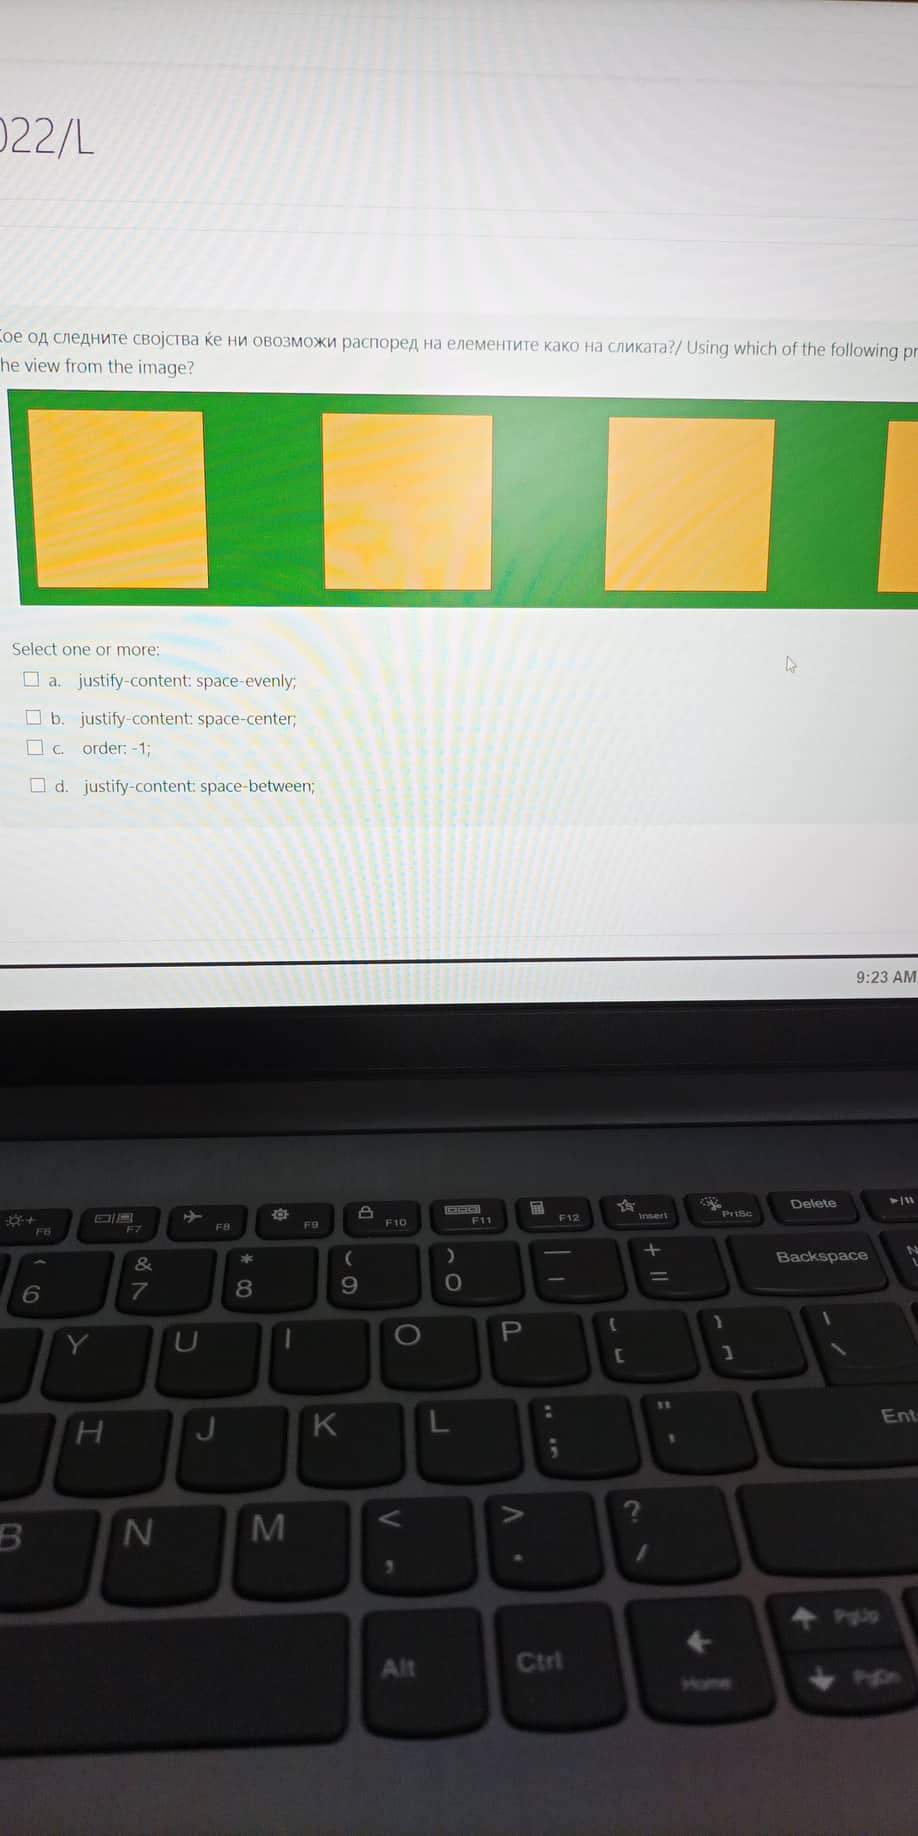 022/L
Кое од следните својства ќе ни овозможи распоред на елементите како на сликата?/ Using which of the following pr
he view from the image?
Select one or more:
a. justify-content: space-evenly;
b. justify-content: space-center;
c. order: -1;
d. justify-content: space-between;
9:23 AM
F6 F7 F8 F9 F10 F11 F12 Insert PrtSc Delete
^ & * ( ) — +
6 7 8 9 0 - = Backspace
Y U I O P { [ } ] | \
H J K L : ; " ' Ent
B N M < , > . ? /
Alt Ctrl Home PgUp
PgDn